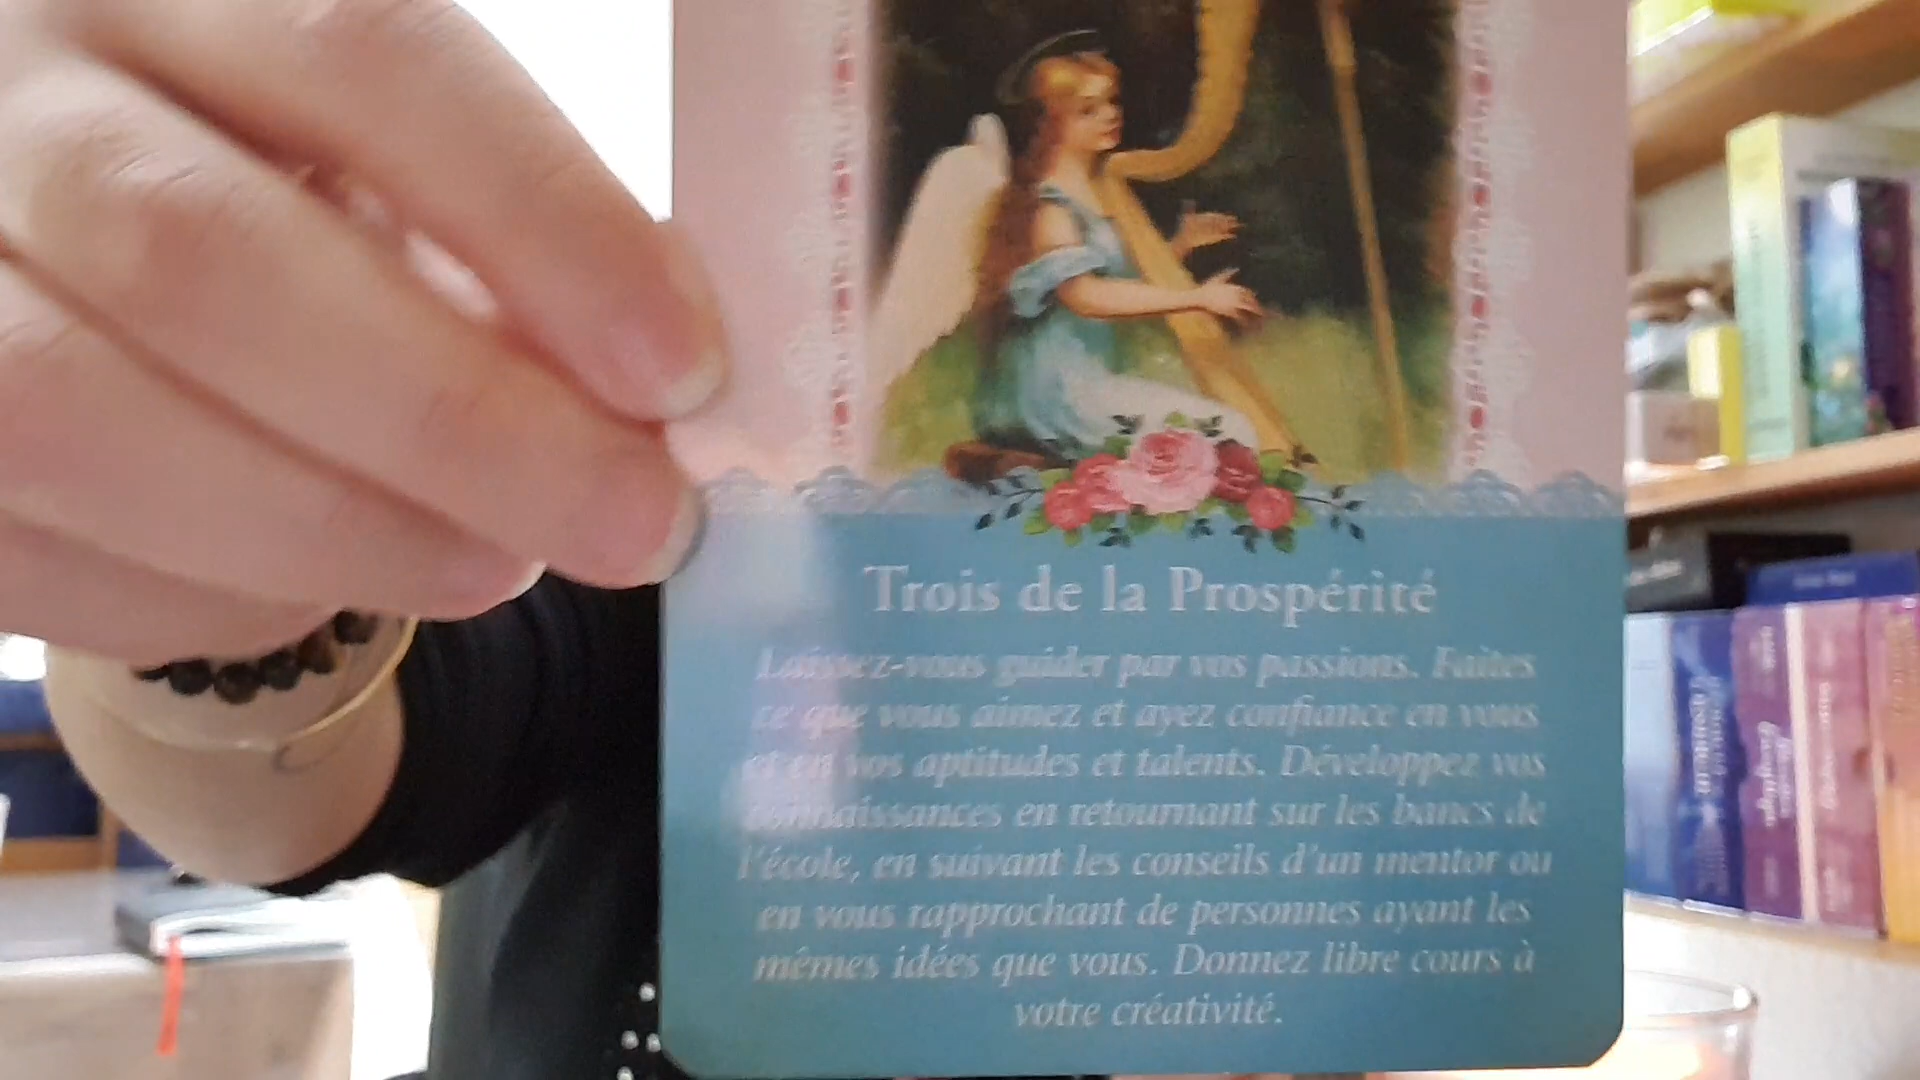 Trois de la Prospérité
Laissez-vous guider par vos passions. Faites
ce que vous aimez et ayez confiance en vous
et en vos aptitudes et talents. Développez vos
connaissances en retournant sur les bancs de
l'école, en suivant les conseils d'un mentor ou
en vous rapprochant de personnes ayant les
mêmes idées que vous. Donnez libre cours à
votre créativité.